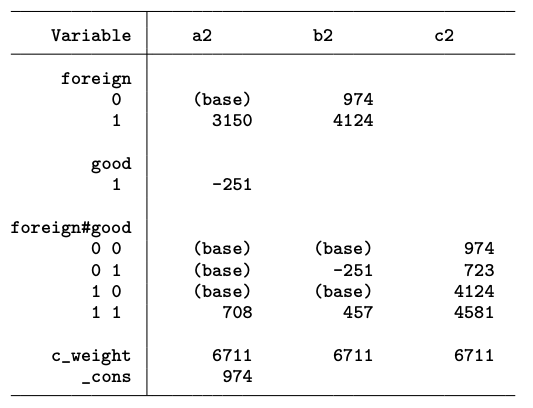 Variable a2 b2 c2
foreign
0 (base) 974
1 3150 4124
good
1 -251
foreign#good
0 0 (base) (base) 974
0 1 (base) -251 723
1 0 (base) (base) 4124
1 1 708 457 4581
c_weight 6711 6711 6711
_cons 974